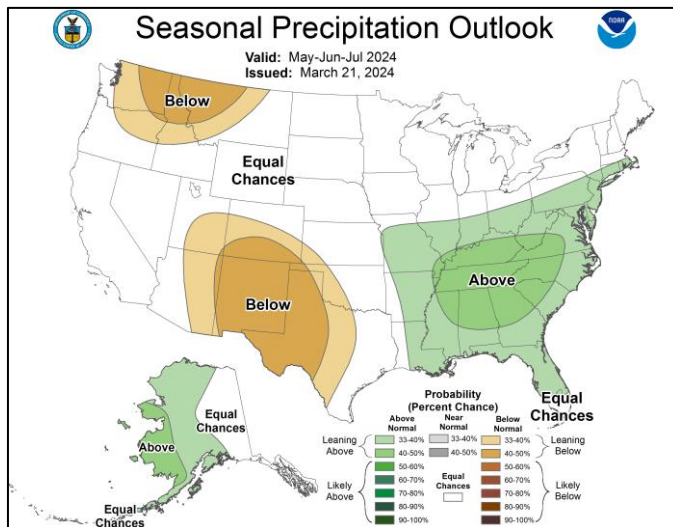 Seasonal Precipitation Outlook
NOAA
Valid: May-Jun-Jul 2024
Issued: March 21, 2024
Below
Equal
Chances
Below
Above
Equal
Chances
Above
Equal
Chances
Equal
Chances
Probability
(Percent Chance)
Above
Normal
Near
Normal
Below
Normal
Leaning
Above
33-40%
40-50%
33-40%
40-50%
33-40%
40-50%
Leaning
Below
Likely
Above
50-60%
60-70%
70-80%
80-90%
90-100%
Equal
Chances
50-60%
60-70%
70-80%
80-90%
90-100%
Likely
Below